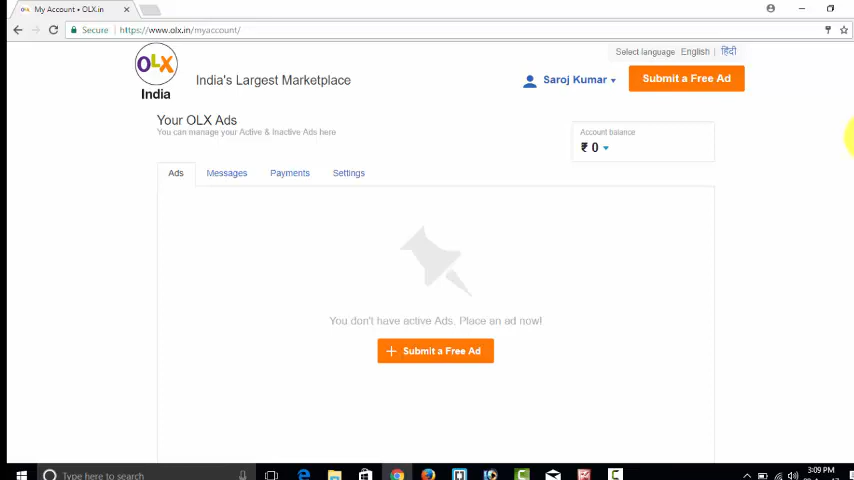 My Account • OLX.in
Secure https://www.olx.in/myaccount/
Select language English | हिंदी
OLX
India
India's Largest Marketplace
Saroj Kumar
Submit a Free Ad
Your OLX Ads
You can manage your Active & Inactive Ads here
Account balance
₹ 0
Ads Messages Payments Settings
You don't have active Ads. Place an ad now!
+ Submit a Free Ad
Type here to search
3:09 PM